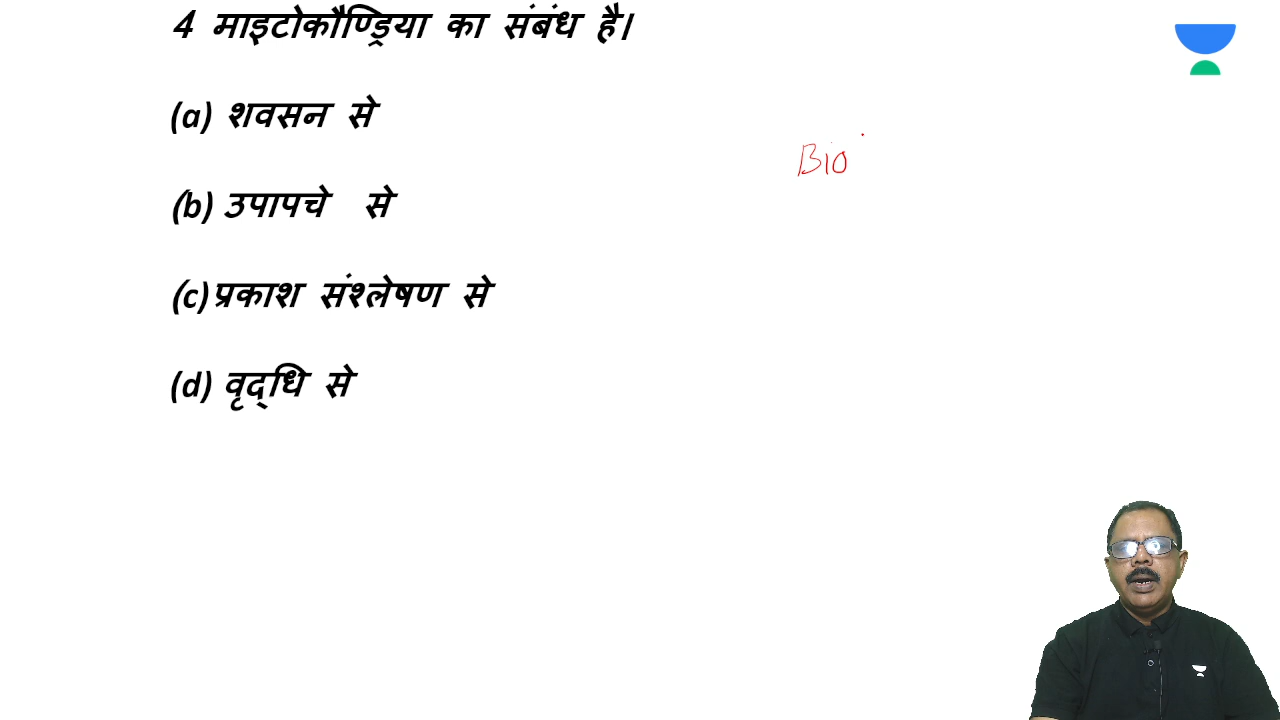 4 माइटोकौण्ड्रिया का संबंध है।
(a) शवसन से
Bio
(b) उपापचे से
(c) प्रकाश संश्लेषण से
(d) वृद्धि से